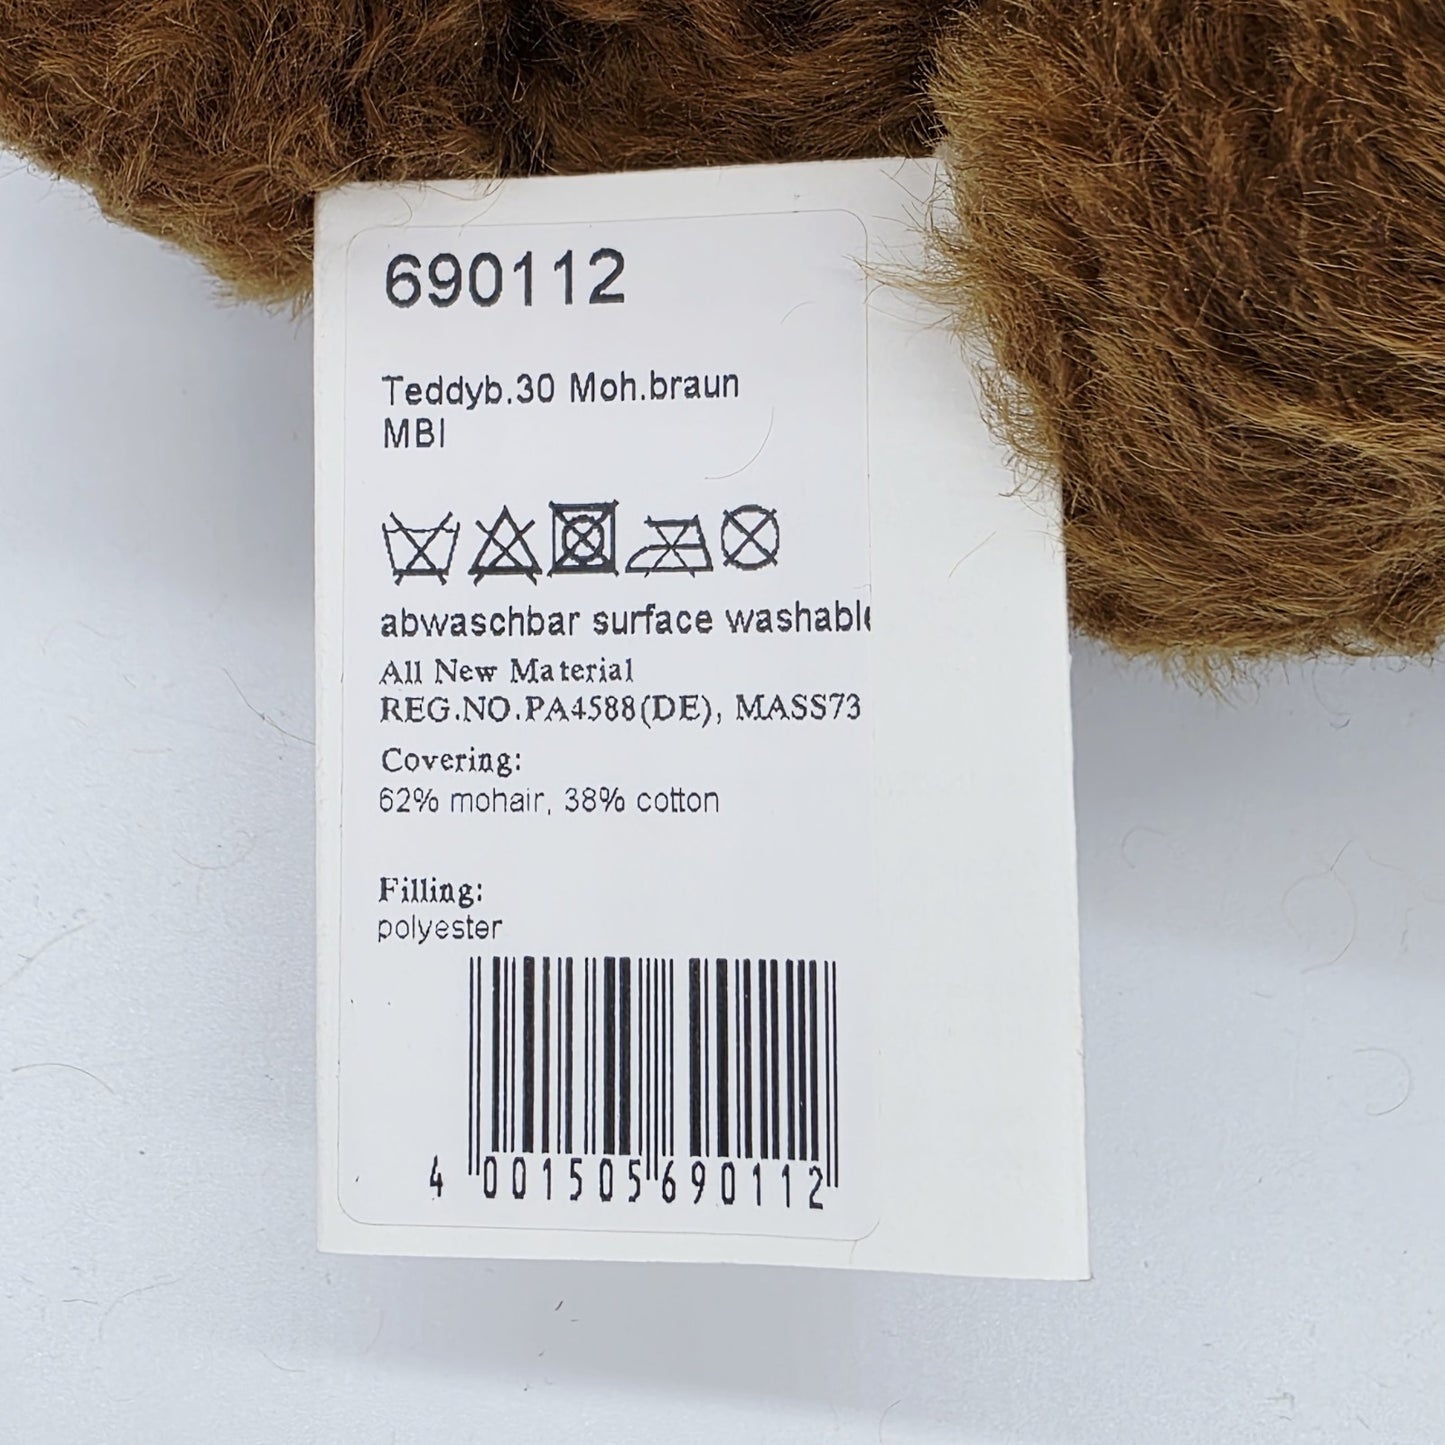 690112
Teddyb.30 Moh.braun
MBI
abwaschbar surface washable
All New Material
REG.NO.PA4588(DE), MASS73
Covering:
62% mohair, 38% cotton
Filling:
polyester
4 001505 690112